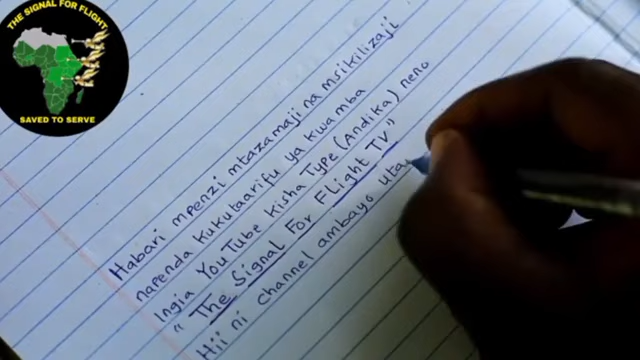 THE SIGNAL FOR FLIGHT
SAVED TO SERVE
Habari mpenzi mtazamaji na msikilizaji
napenda kukutaarifu ya kwamba
Ingia YouTube kisha Type (Andika) neno
"The Signal For Flight TV"
Hii ni channel ambayo uta